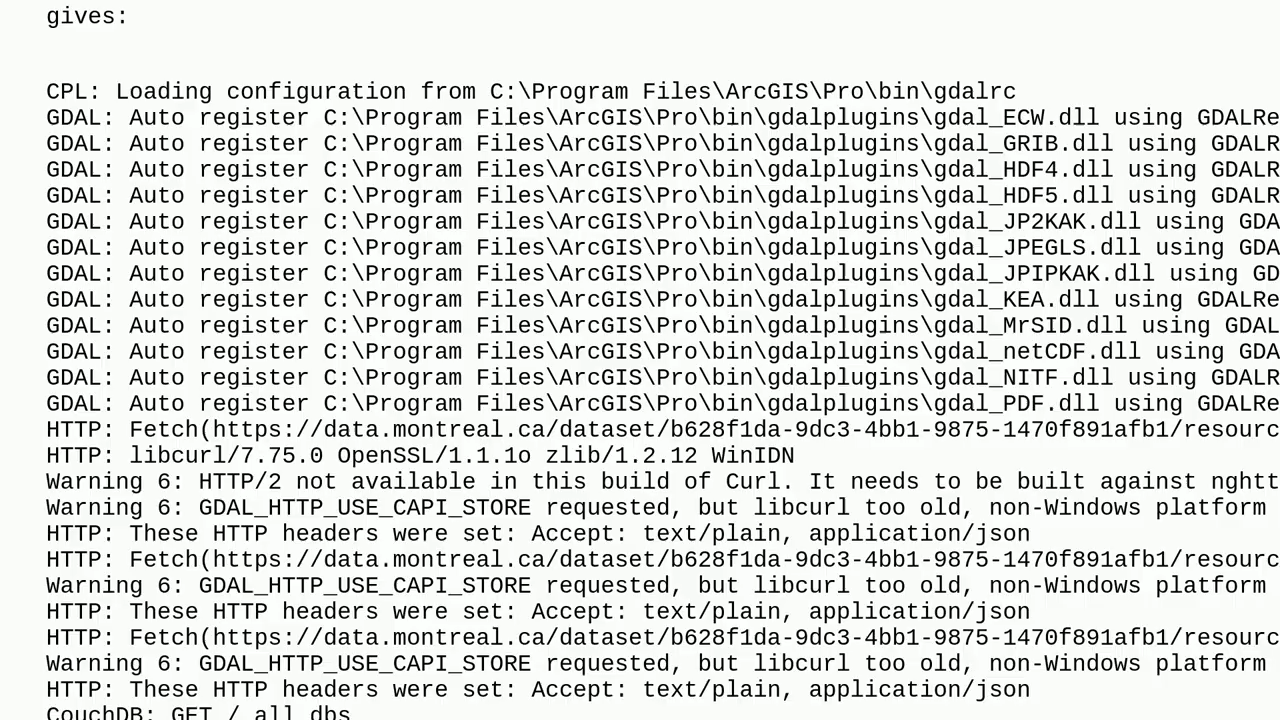 gives:
CPL: Loading configuration from C:\Program Files\ArcGIS\Pro\bin\gdalrc
GDAL: Auto register C:\Program Files\ArcGIS\Pro\bin\gdalplugins\gdal_ECW.dll using GDALRe
GDAL: Auto register C:\Program Files\ArcGIS\Pro\bin\gdalplugins\gdal_GRIB.dll using GDALR
GDAL: Auto register C:\Program Files\ArcGIS\Pro\bin\gdalplugins\gdal_HDF4.dll using GDALR
GDAL: Auto register C:\Program Files\ArcGIS\Pro\bin\gdalplugins\gdal_HDF5.dll using GDALR
GDAL: Auto register C:\Program Files\ArcGIS\Pro\bin\gdalplugins\gdal_JP2KAK.dll using GDA
GDAL: Auto register C:\Program Files\ArcGIS\Pro\bin\gdalplugins\gdal_JPEGLS.dll using GDA
GDAL: Auto register C:\Program Files\ArcGIS\Pro\bin\gdalplugins\gdal_JPIPKAK.dll using GD
GDAL: Auto register C:\Program Files\ArcGIS\Pro\bin\gdalplugins\gdal_KEA.dll using GDALRe
GDAL: Auto register C:\Program Files\ArcGIS\Pro\bin\gdalplugins\gdal_MrSID.dll using GDAL
GDAL: Auto register C:\Program Files\ArcGIS\Pro\bin\gdalplugins\gdal_netCDF.dll using GDA
GDAL: Auto register C:\Program Files\ArcGIS\Pro\bin\gdalplugins\gdal_NITF.dll using GDALR
GDAL: Auto register C:\Program Files\ArcGIS\Pro\bin\gdalplugins\gdal_PDF.dll using GDALRe
HTTP: Fetch(https://data.montreal.ca/dataset/b628f1da-9dc3-4bb1-9875-1470f891afb1/resourc
HTTP: libcurl/7.75.0 OpenSSL/1.1.1o zlib/1.2.12 WinIDN
Warning 6: HTTP/2 not available in this build of Curl. It needs to be built against nghtt
Warning 6: GDAL_HTTP_USE_CAPI_STORE requested, but libcurl too old, non-Windows platform
HTTP: These HTTP headers were set: Accept: text/plain, application/json
HTTP: Fetch(https://data.montreal.ca/dataset/b628f1da-9dc3-4bb1-9875-1470f891afb1/resourc
Warning 6: GDAL_HTTP_USE_CAPI_STORE requested, but libcurl too old, non-Windows platform
HTTP: These HTTP headers were set: Accept: text/plain, application/json
HTTP: Fetch(https://data.montreal.ca/dataset/b628f1da-9dc3-4bb1-9875-1470f891afb1/resourc
Warning 6: GDAL_HTTP_USE_CAPI_STORE requested, but libcurl too old, non-Windows platform
HTTP: These HTTP headers were set: Accept: text/plain, application/json
CouchDB: GET /_all_dbs